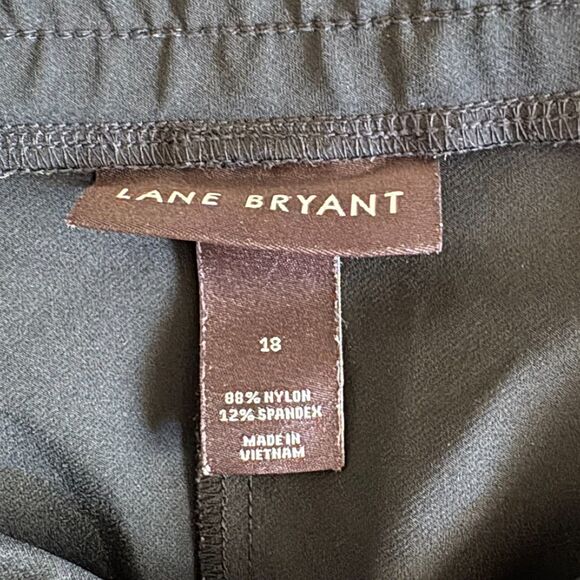 LANE BRYANT
18
88% NYLON
12% SPANDEX
MADE IN
VIETNAM